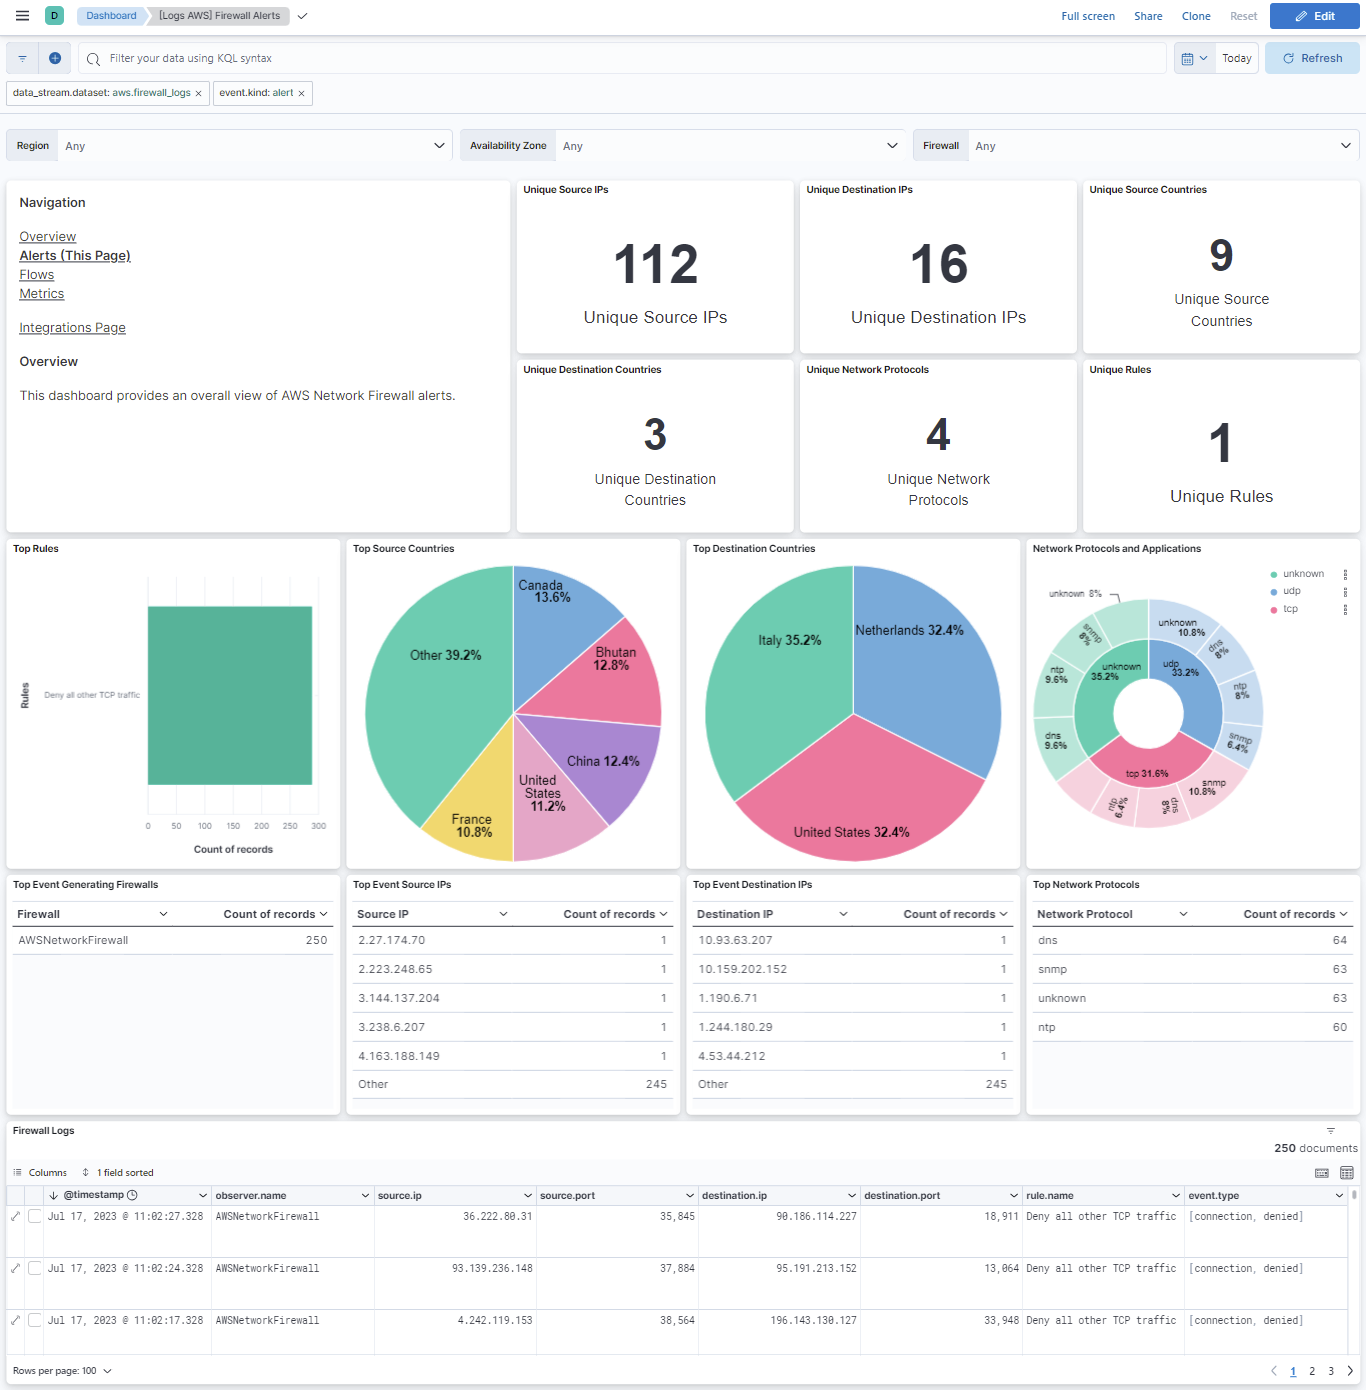 D Dashboard [Logs AWS] Firewall Alerts Full screen Share Clone Reset Edit
Filter your data using KQL syntax Today Refresh
data_stream.dataset: aws.firewall_logs × event.kind: alert ×
Region Any Availability Zone Any Firewall Any
Navigation
Overview
Alerts (This Page)
Flows
Metrics
Integrations Page
Overview
This dashboard provides an overall view of AWS Network Firewall alerts.
Unique Source IPs
112
Unique Source IPs
Unique Destination IPs
16
Unique Destination IPs
Unique Source Countries
9
Unique Source
Countries
Unique Destination Countries
3
Unique Destination
Countries
Unique Network Protocols
4
Unique Network
Protocols
Unique Rules
1
Unique Rules
Top Rules
Rules
Deny all other TCP traffic
0 50 100 150 200 250 300
Count of records
Top Source Countries
Canada
13.6%
Bhutan
12.8%
China 12.4%
United
States
11.2%
France
10.8%
Other 39.2%
Top Destination Countries
Netherlands 32.4%
United States 32.4%
Italy 35.2%
Network Protocols and Applications
unknown
udp
tcp
unknown 8%
unknown
10.8%
dns
8%
ntp
8%
snmp
6.4%
snmp
10.8%
dns
8%
ntp
6.4%
dns
9.6%
ntp
9.6%
snmp
8%
unknown
35.2%
udp
33.2%
tcp 31.6%
Top Event Generating Firewalls
Firewall Count of records
AWSNetworkFirewall 250
Top Event Source IPs
Source IP Count of records
2.27.174.70 1
2.223.248.65 1
3.144.137.204 1
3.238.6.207 1
4.163.188.149 1
Other 245
Top Event Destination IPs
Destination IP Count of records
10.93.63.207 1
10.159.202.152 1
1.190.6.71 1
1.244.180.29 1
4.53.44.212 1
Other 245
Top Network Protocols
Network Protocol Count of records
dns 64
snmp 63
unknown 63
ntp 60
Firewall Logs
250 documents
Columns 1 field sorted
@timestamp observer.name source.ip source.port destination.ip destination.port rule.name event.type
Jul 17, 2023 @ 11:02:27.328 AWSNetworkFirewall 36.222.80.31 35,845 90.186.114.227 18,911 Deny all other TCP traffic [connection, denied]
Jul 17, 2023 @ 11:02:24.328 AWSNetworkFirewall 93.139.236.148 37,884 95.191.213.152 13,064 Deny all other TCP traffic [connection, denied]
Jul 17, 2023 @ 11:02:17.328 AWSNetworkFirewall 4.242.119.153 38,564 196.143.130.127 33,948 Deny all other TCP traffic [connection, denied]
Rows per page: 100 1 2 3